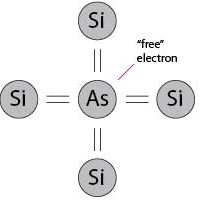 Si
“free”
electron
Si As Si
Si